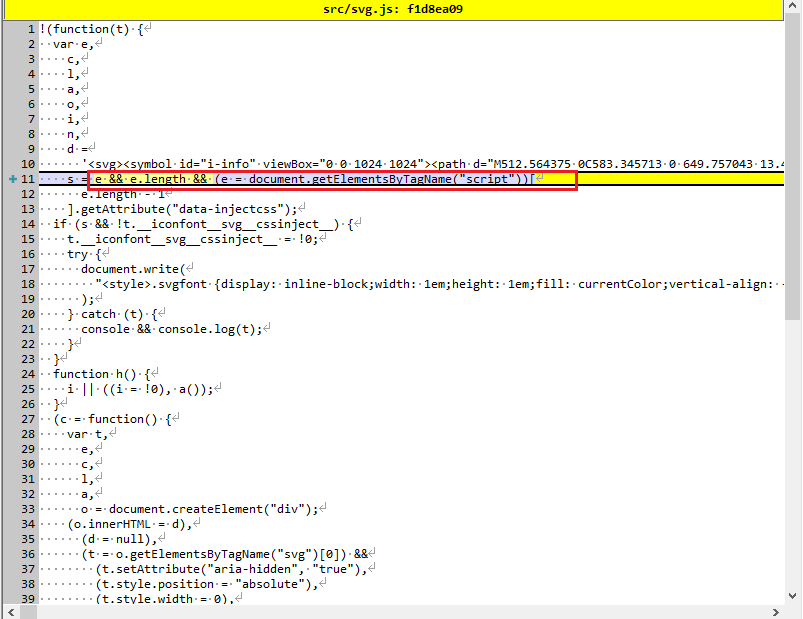 src/svg.js: f1d8ea09
1 !(function(t) {
2 var e,
3 c,
4 l,
5 a,
6 o,
7 i,
8 n,
9 d =
10 '<svg><symbol id="i-info" viewBox="0 0 1024 1024"><path d="M512.564375 0C583.345713 0 649.757043 13.4
11 s = e && e.length && (e = document.getElementsByTagName("script"))[
12 e.length - 1
13 ].getAttribute("data-injectcss");
14 if (s && !t.__iconfont__svg__cssinject__) {
15 t.__iconfont__svg__cssinject__ = !0;
16 try {
17 document.write(
18 "<style>.svgfont {display: inline-block;width: 1em;height: 1em;fill: currentColor;vertical-align: -
19 );
20 } catch (t) {
21 console && console.log(t);
22 }
23 }
24 function h() {
25 i || ((i = !0), a());
26 }
27 (c = function() {
28 var t,
29 e,
30 c,
31 l,
32 a,
33 o = document.createElement("div");
34 (o.innerHTML = d),
35 (d = null),
36 (t = o.getElementsByTagName("svg")[0]) &&
37 (t.setAttribute("aria-hidden", "true"),
38 (t.style.position = "absolute"),
39 (t.style.width = 0),